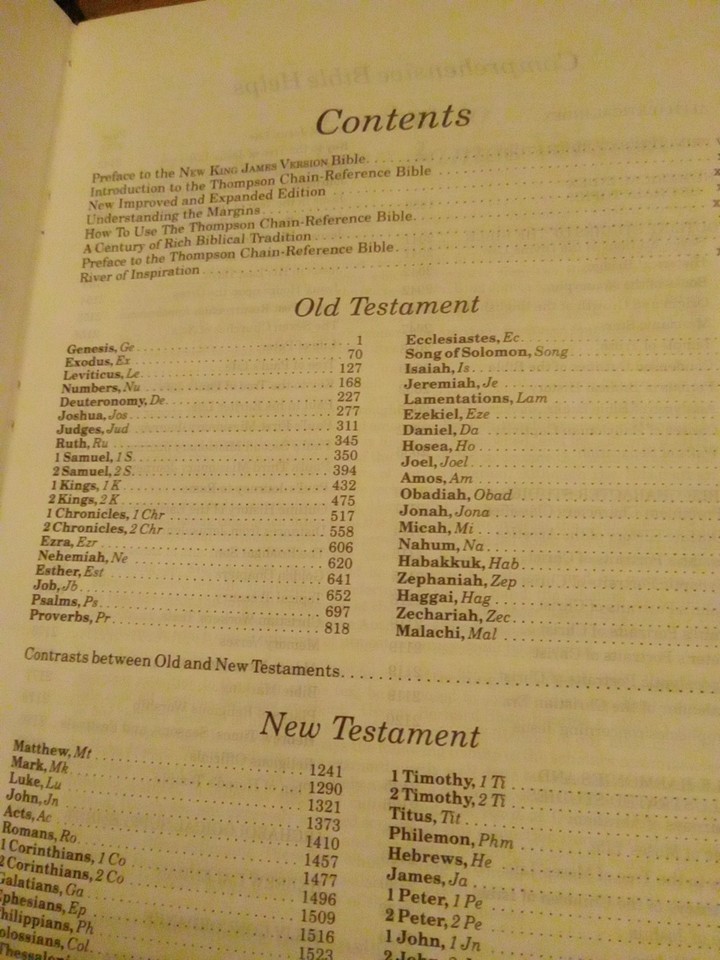 Contents
Preface to the NEW KING JAMES VERSION Bible
Introduction to the Thompson Chain-Reference Bible
New Improved and Expanded Edition
Understanding the Margins
How To Use The Thompson Chain-Reference Bible
A Century of Rich Biblical Tradition
Preface to the Thompson Chain-Reference Bible
River of Inspiration
Old Testament
Genesis, Ge 1
Exodus, Ex 70
Leviticus, Le 127
Numbers, Nu 168
Deuteronomy, De 227
Joshua, Jos 277
Judges, Jud 311
Ruth, Ru 345
1 Samuel, 1 S 350
2 Samuel, 2 S 394
1 Kings, 1 K 432
2 Kings, 2 K 475
1 Chronicles, 1 Chr 517
2 Chronicles, 2 Chr 558
Ezra, Ezr 606
Nehemiah, Ne 620
Esther, Est 641
Job, Jb 652
Psalms, Ps 697
Proverbs, Pr 818
Ecclesiastes, Ec
Song of Solomon, Song
Isaiah, Is
Jeremiah, Je
Lamentations, Lam
Ezekiel, Eze
Daniel, Da
Hosea, Ho
Joel, Joel
Amos, Am
Obadiah, Obad
Jonah, Jona
Micah, Mi
Nahum, Na
Habakkuk, Hab
Zephaniah, Zep
Haggai, Hag
Zechariah, Zec
Malachi, Mal
Contrasts between Old and New Testaments
New Testament
Matthew, Mt 1241
Mark, Mk 1290
Luke, Lu 1321
John, Jn 1373
Acts, Ac 1410
Romans, Ro 1457
1 Corinthians, 1 Co 1477
2 Corinthians, 2 Co 1496
Galatians, Ga 1509
phesians, Ep 1516
hilippians, Ph 1523
olossians, Col
1 Timothy, 1 Ti
2 Timothy, 2 Ti
Titus, Tit
Philemon, Phm
Hebrews, He
James, Ja
1 Peter, 1 Pe
2 Peter, 2 Pe
1 John, 1 Jn
2 John,